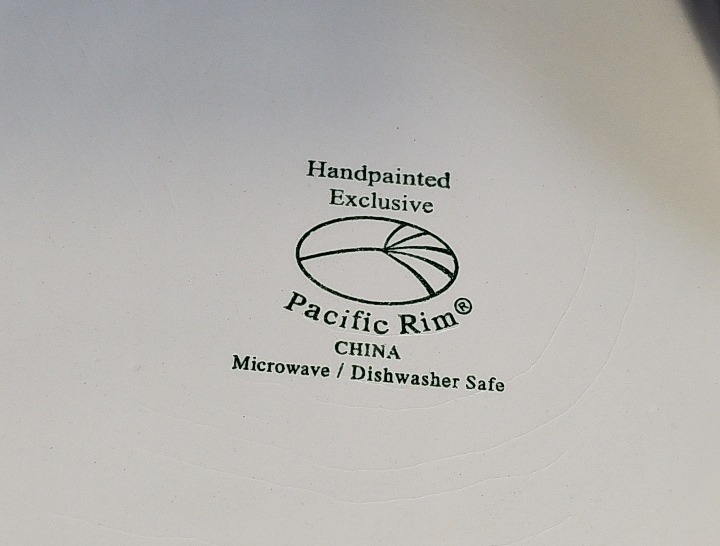 Handpainted
Exclusive
Pacific Rim®
CHINA
Microwave / Dishwasher Safe